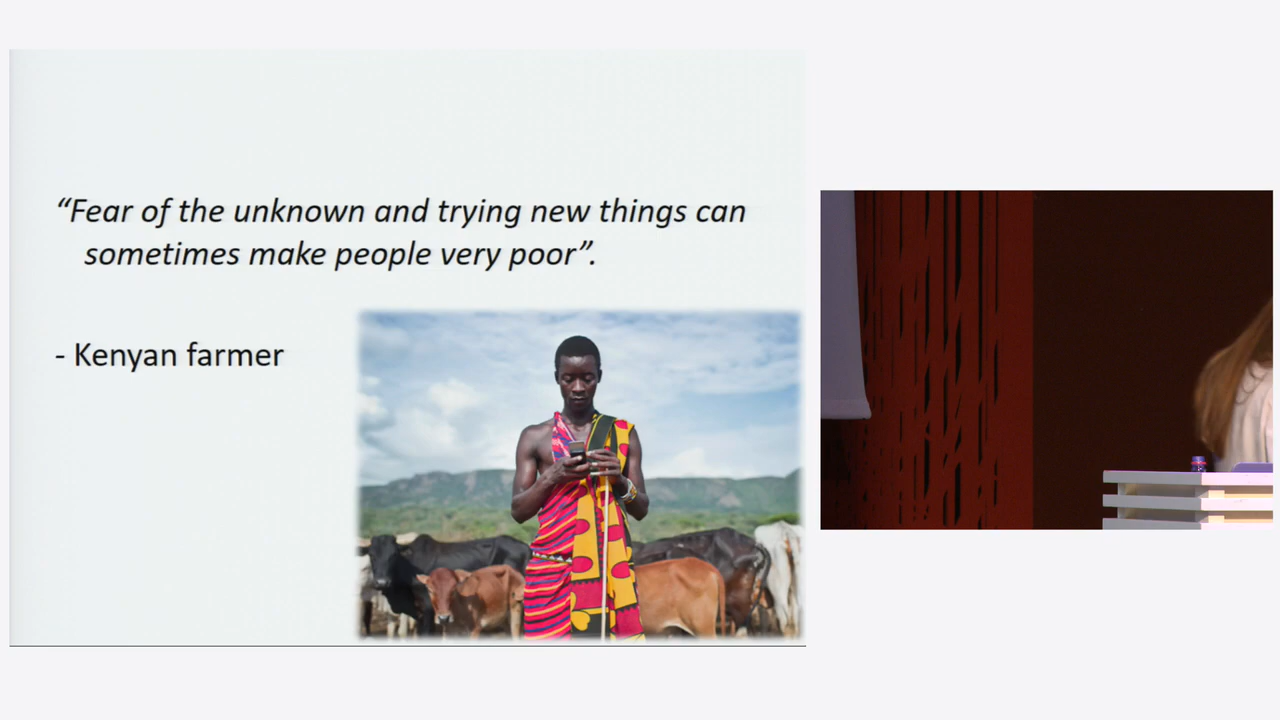 “Fear of the unknown and trying new things can
sometimes make people very poor”.
- Kenyan farmer